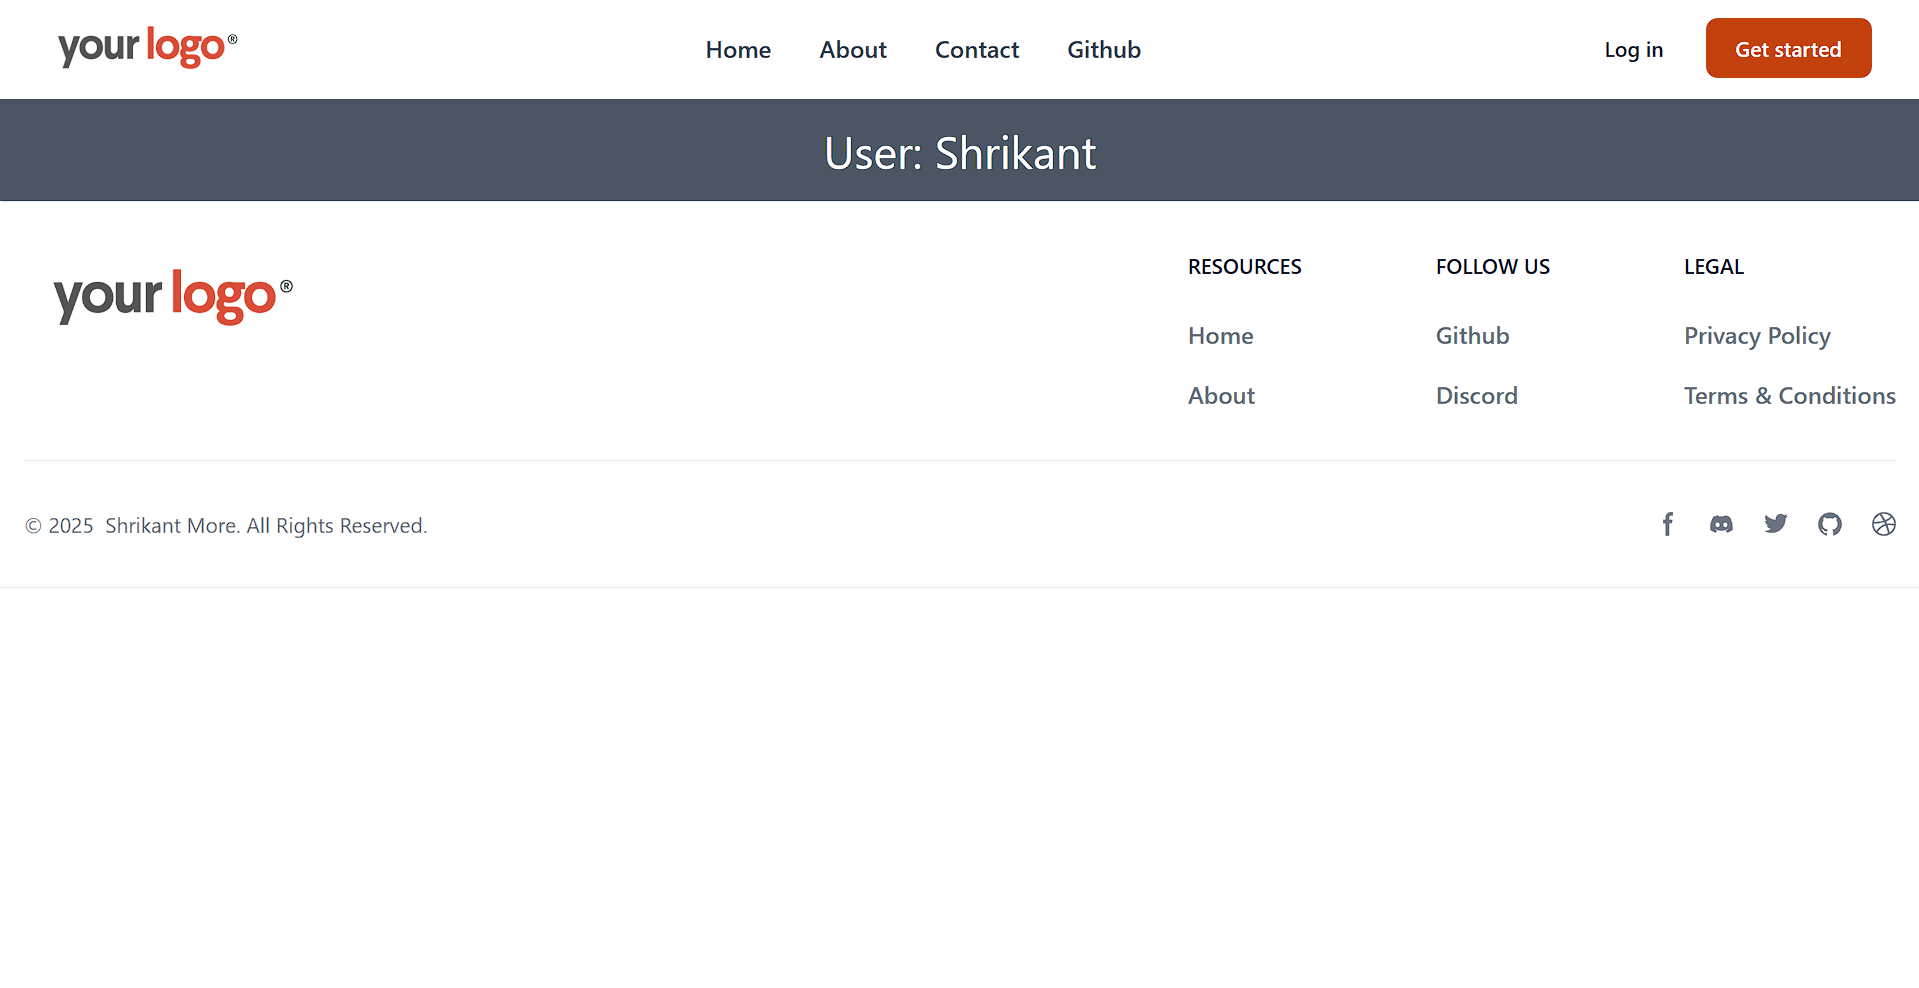 your logo®
Home About Contact Github
Log in Get started
User: Shrikant
your logo®
RESOURCES
Home
About
FOLLOW US
Github
Discord
LEGAL
Privacy Policy
Terms & Conditions
© 2025 Shrikant More. All Rights Reserved.